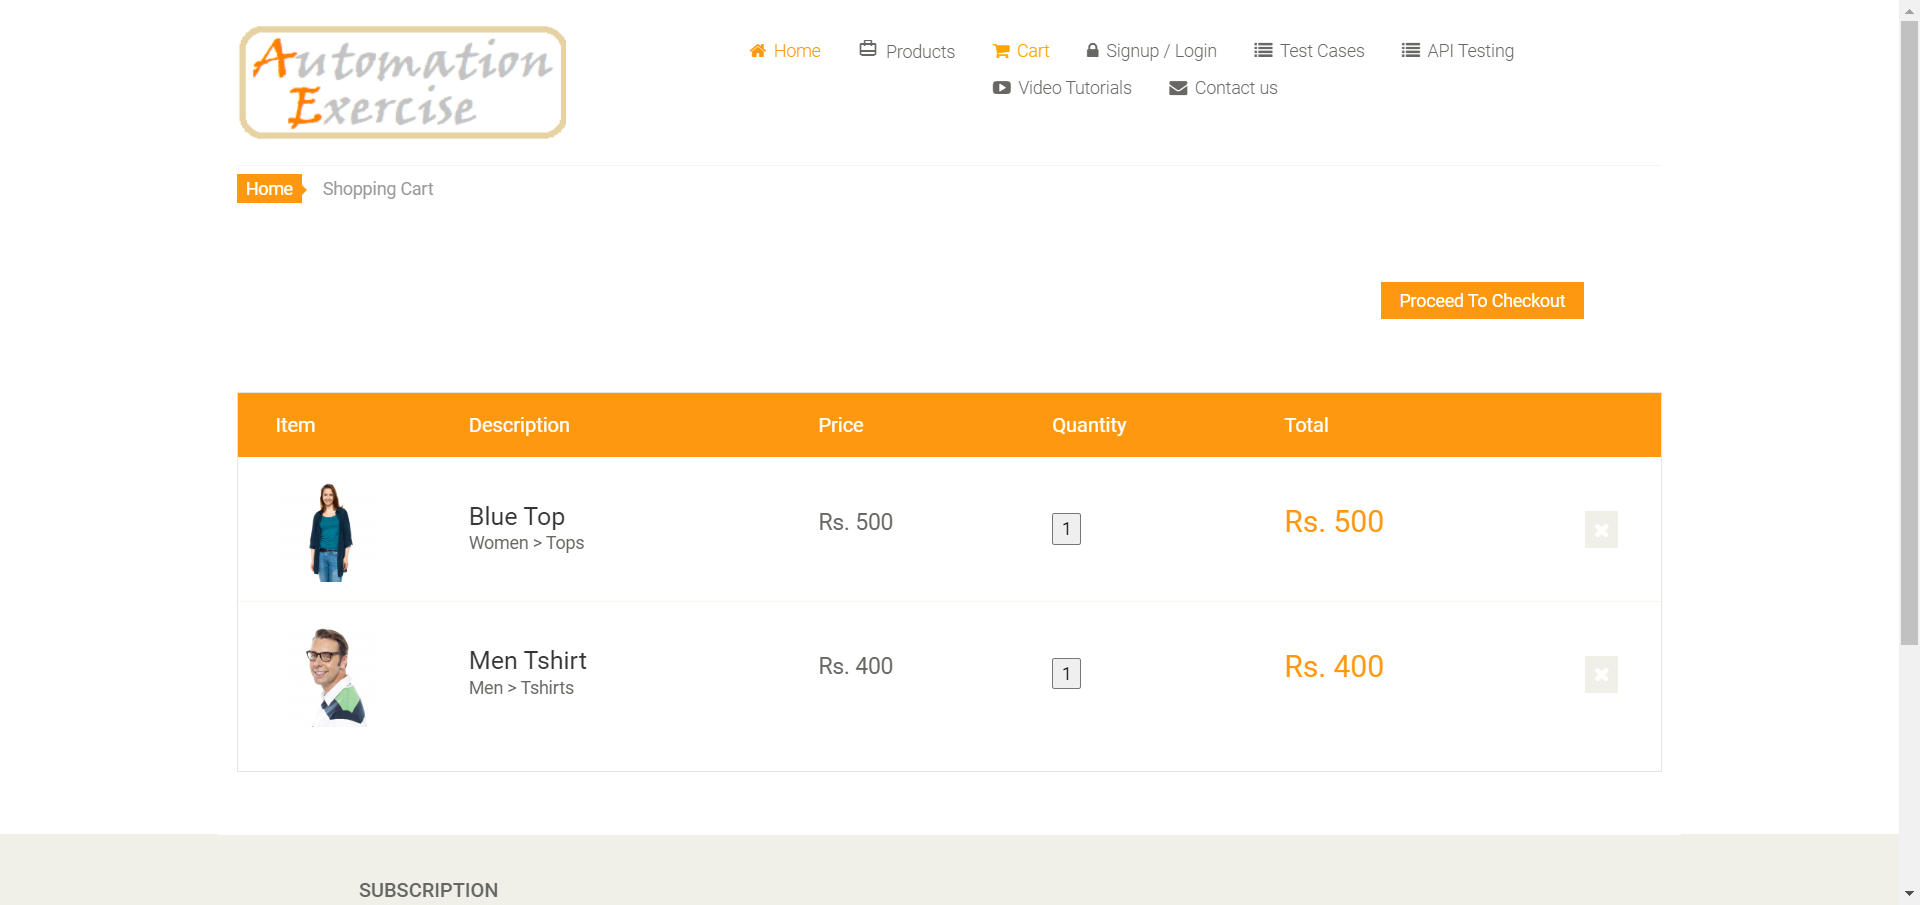 Automation
Exercise
Home
Products
Cart
Signup / Login
Test Cases
API Testing
Video Tutorials
Contact us
Home
Shopping Cart
Proceed To Checkout
Item Description Price Quantity Total
Blue Top
Women > Tops
Rs. 500
1
Rs. 500
Men Tshirt
Men > Tshirts
Rs. 400
1
Rs. 400
SUBSCRIPTION